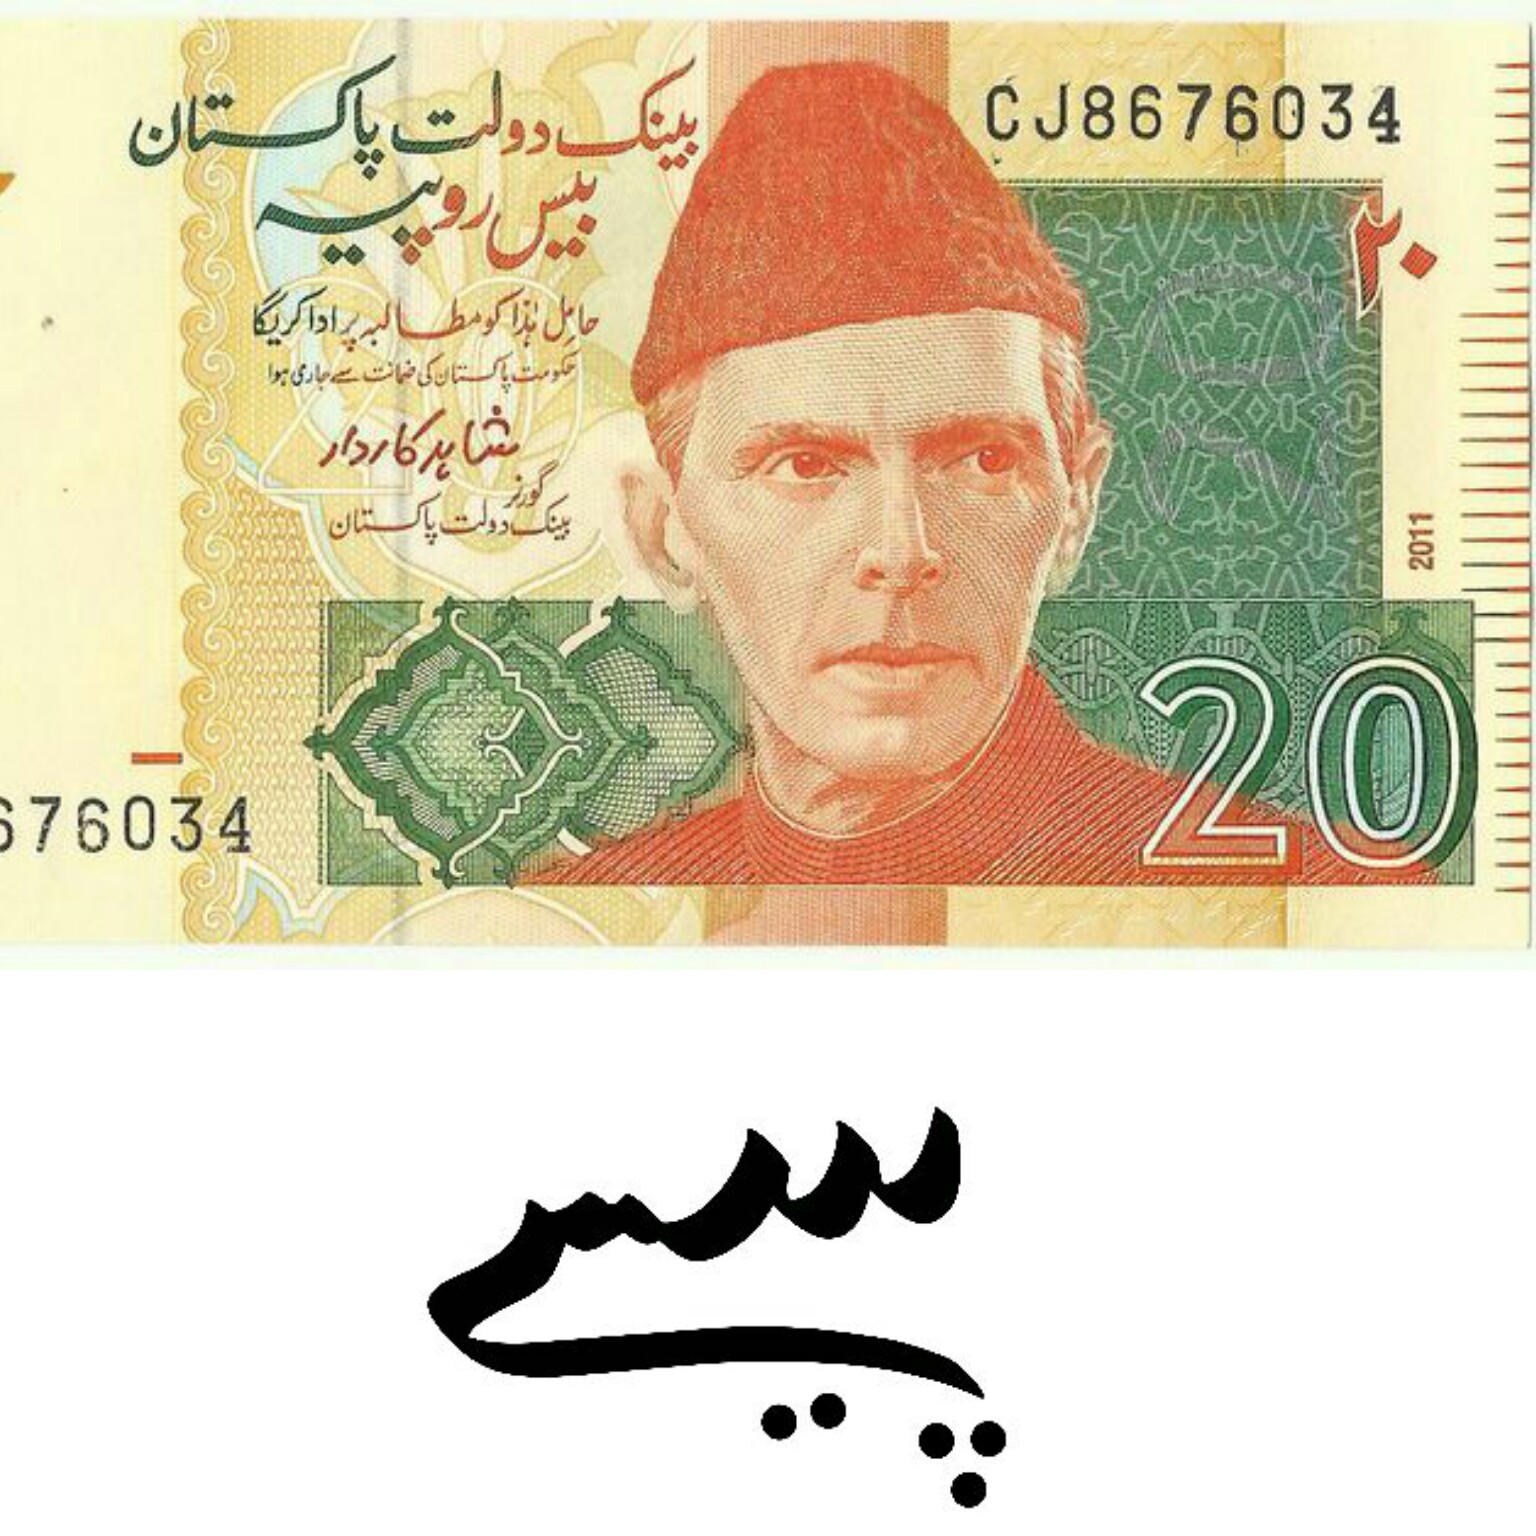 بینک دولت پاکستان
CJ8676034
بیس روپیہ
۲۰
حامل ہٰذا کو مطالبہ پر ادا کریگا
حکومت پاکستان کی ضمانت سے جاری ہوا
شاہد کاردار
گورنر
بینک دولت پاکستان
2011
20
676034
پیسے